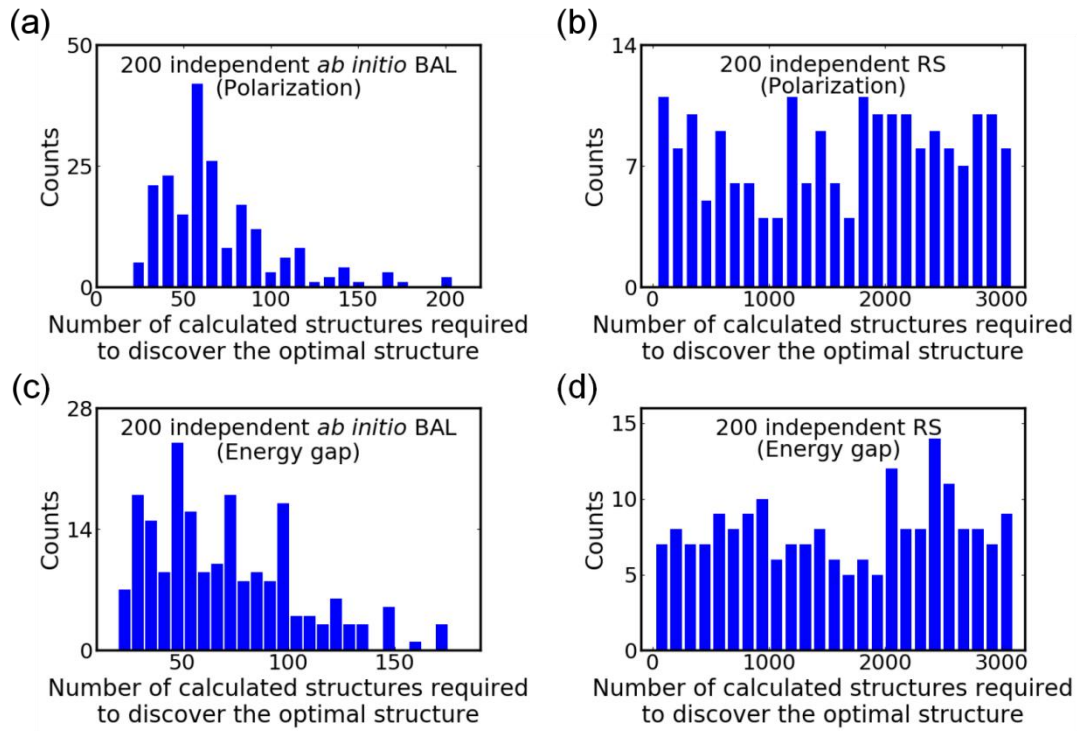 (a)
50
25
0
Counts
200 independent ab initio BAL
(Polarization)
0 50 100 150 200
Number of calculated structures required
to discover the optimal structure
(b)
14
7
0
Counts
200 independent RS
(Polarization)
0 1000 2000 3000
Number of calculated structures required
to discover the optimal structure
(c)
28
14
0
Counts
200 independent ab initio BAL
(Energy gap)
50 100 150
Number of calculated structures required
to discover the optimal structure
(d)
15
10
5
0
Counts
200 independent RS
(Energy gap)
0 1000 2000 3000
Number of calculated structures required
to discover the optimal structure